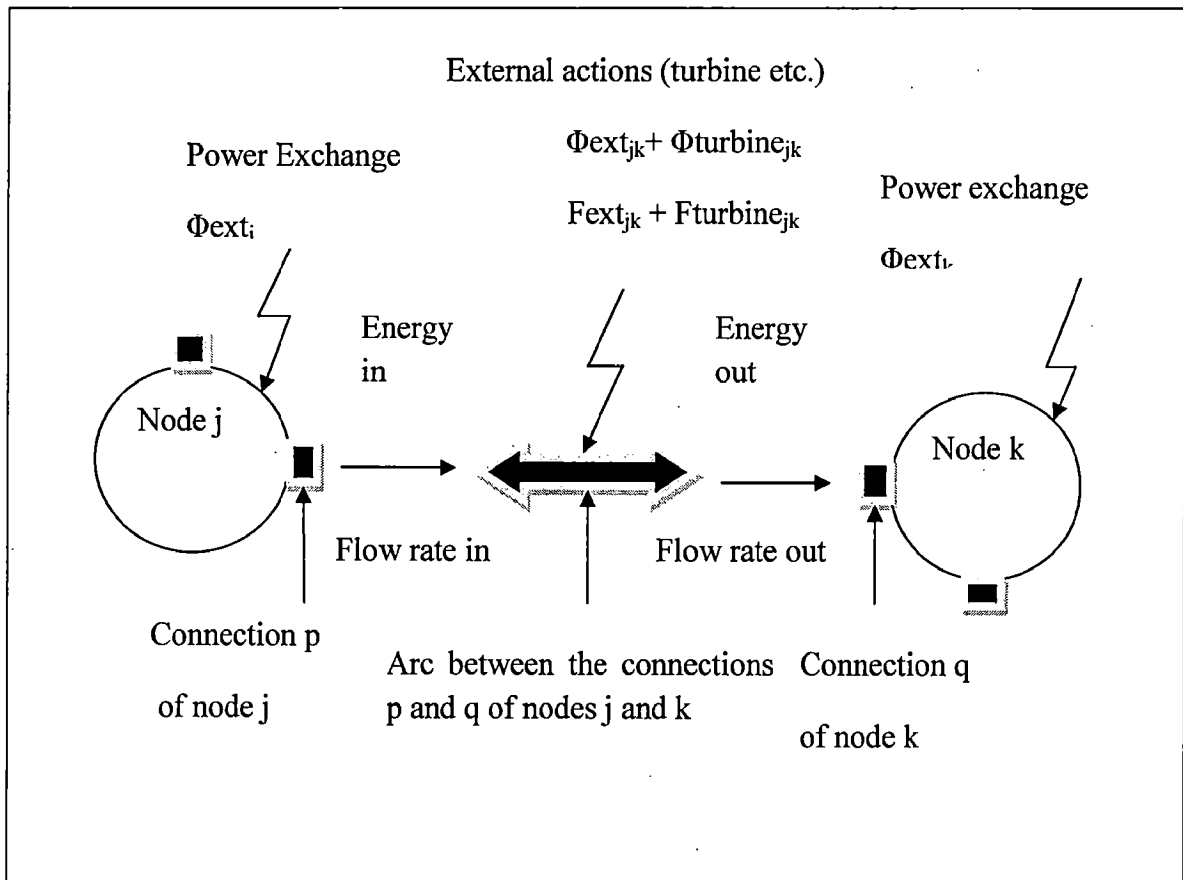 External actions (turbine etc.)
Power Exchange
Φext
Φext_jk + Φturbine_jk
Fext_jk + Fturbine_jk
Power exchange
Φext
Energy
in
Energy
out
Node j
Node k
Flow rate in
Flow rate out
Connection p
of node j
Arc between the connections
p and q of nodes j and k
Connection q
of node k